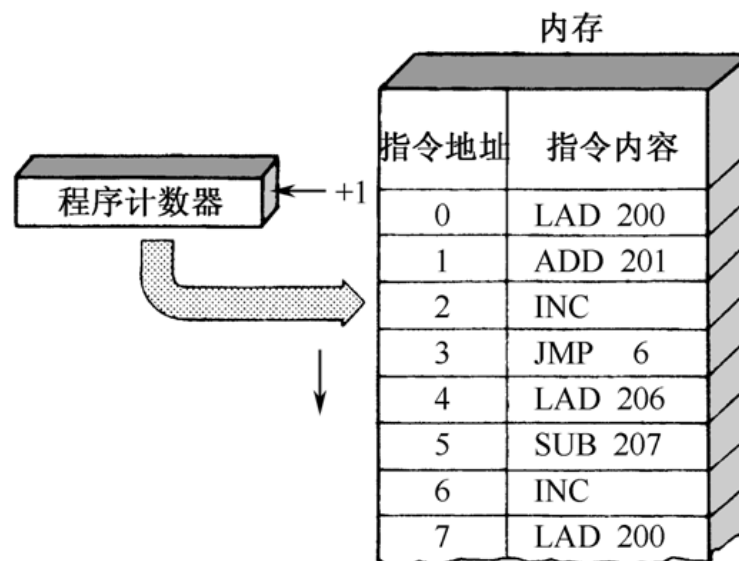 内存
指令地址 指令内容
程序计数器 +1
0 LAD 200
1 ADD 201
2 INC
3 JMP 6
4 LAD 206
5 SUB 207
6 INC
7 LAD 200